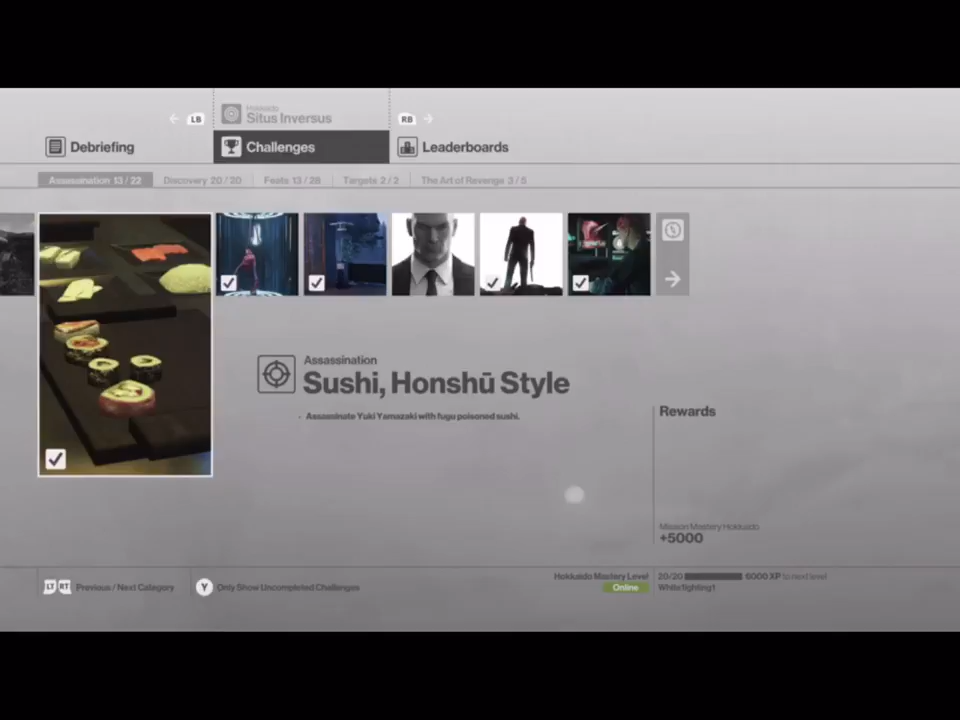 Hokkaido
LB Situs Inversus RB
Debriefing Challenges Leaderboards
Assassination 13 / 22 Discovery 20 / 20 Feats 13 / 28 Targets 2 / 2 The Art of Revenge 3 / 5
Assassination
Sushi, Honshū Style
- Assassinate Yuki Yamazaki with fugu poisoned sushi.
Rewards
Mission Mastery Hokkaido
+5000
LT RT Previous / Next Category Y Only Show Uncompleted Challenges
Hokkaido Mastery Level 20/20 6000 XP to next level
Online